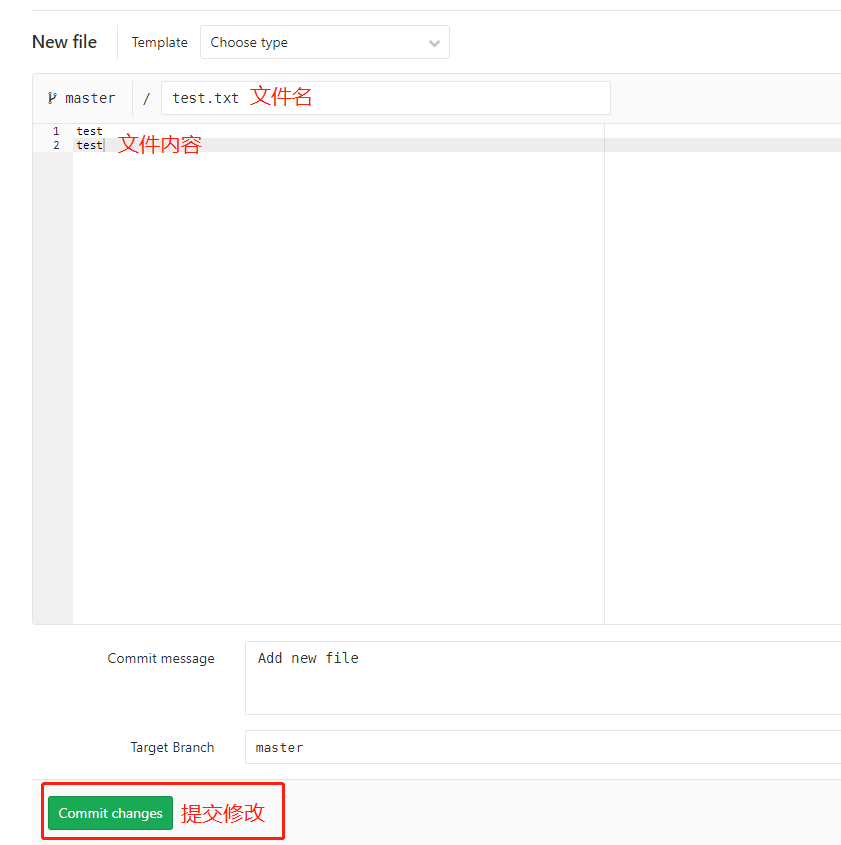 New file Template Choose type
master / test.txt 文件名
1 test
2 test 文件内容
Commit message Add new file
Target Branch master
Commit changes 提交修改